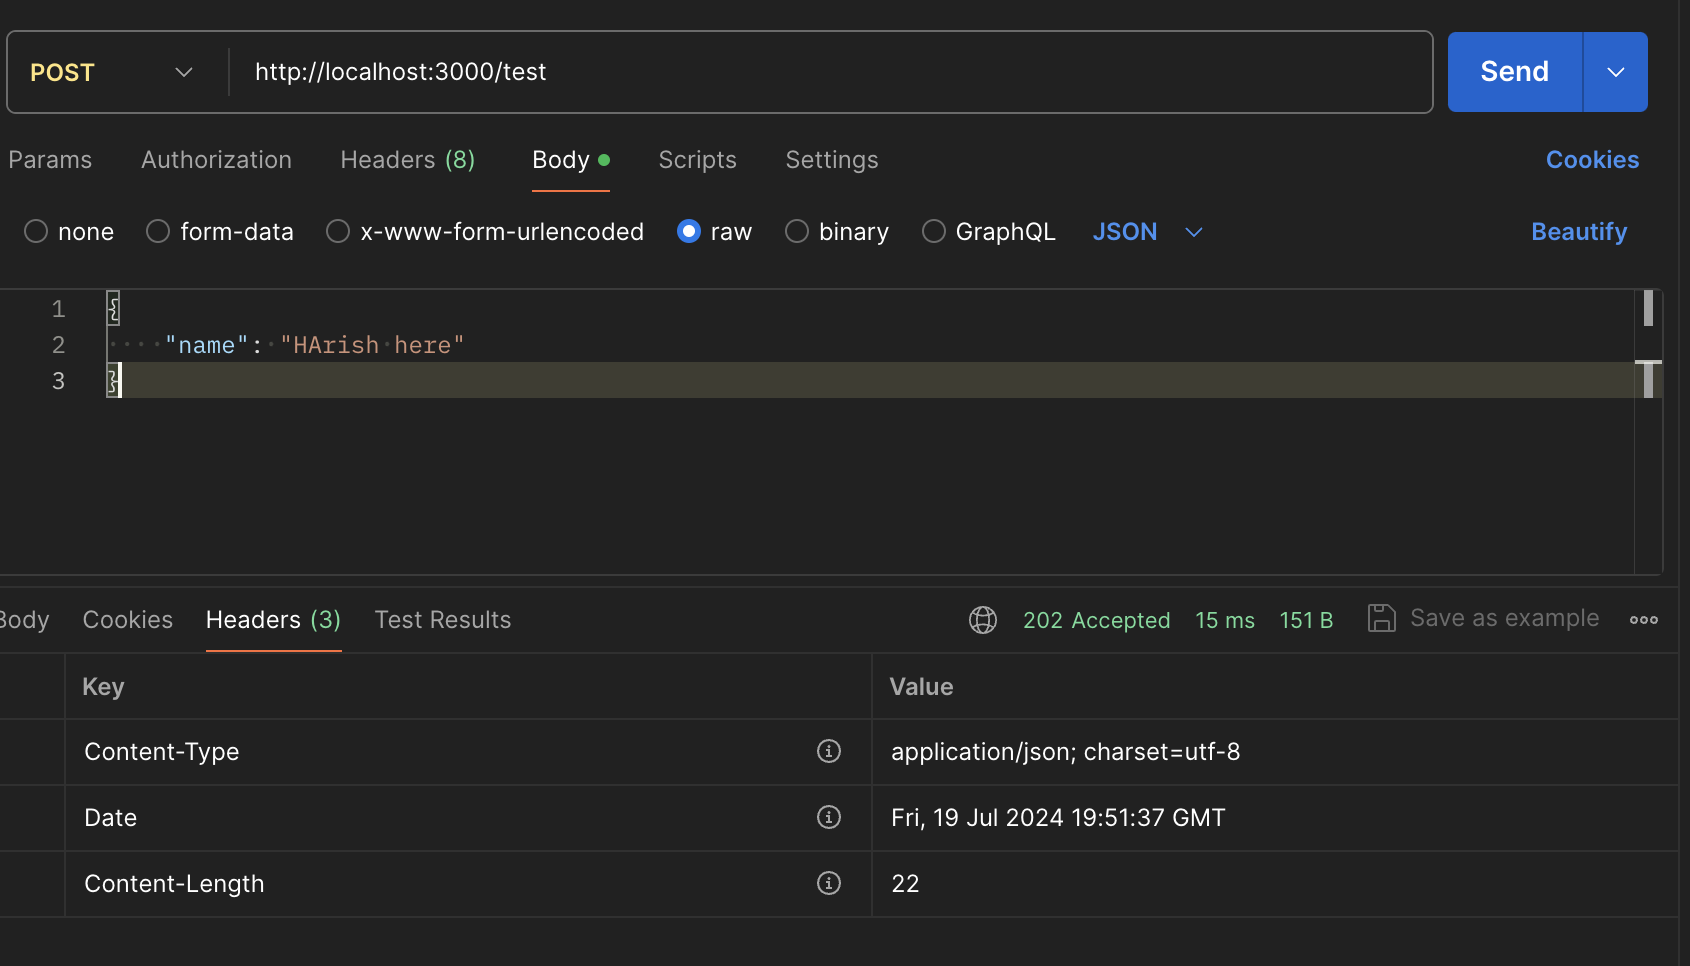 POST http://localhost:3000/test Send
Params Authorization Headers (8) Body Scripts Settings Cookies
none form-data x-www-form-urlencoded raw binary GraphQL JSON Beautify
1 {
2 "name": "HArish here"
3 }
Body Cookies Headers (3) Test Results 202 Accepted 15 ms 151 B Save as example
Key Value
Content-Type application/json; charset=utf-8
Date Fri, 19 Jul 2024 19:51:37 GMT
Content-Length 22